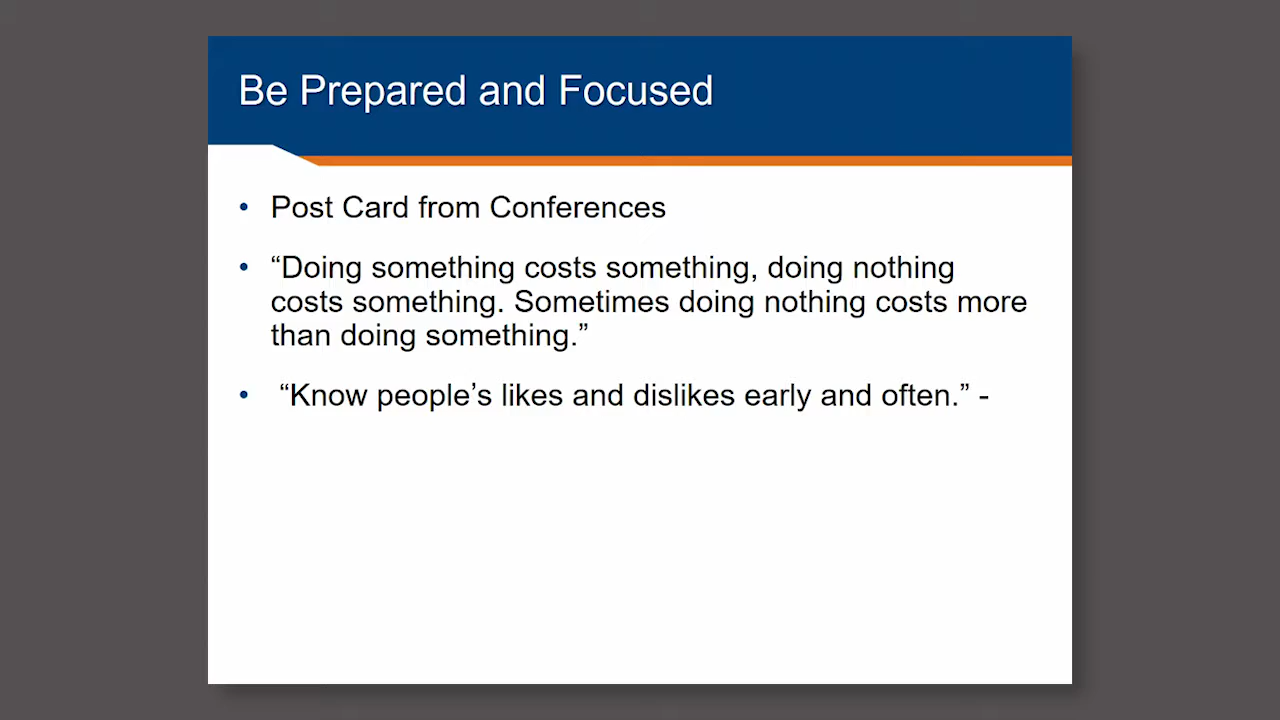 Be Prepared and Focused
• Post Card from Conferences
• “Doing something costs something, doing nothing
costs something. Sometimes doing nothing costs more
than doing something.”
• “Know people’s likes and dislikes early and often.” -